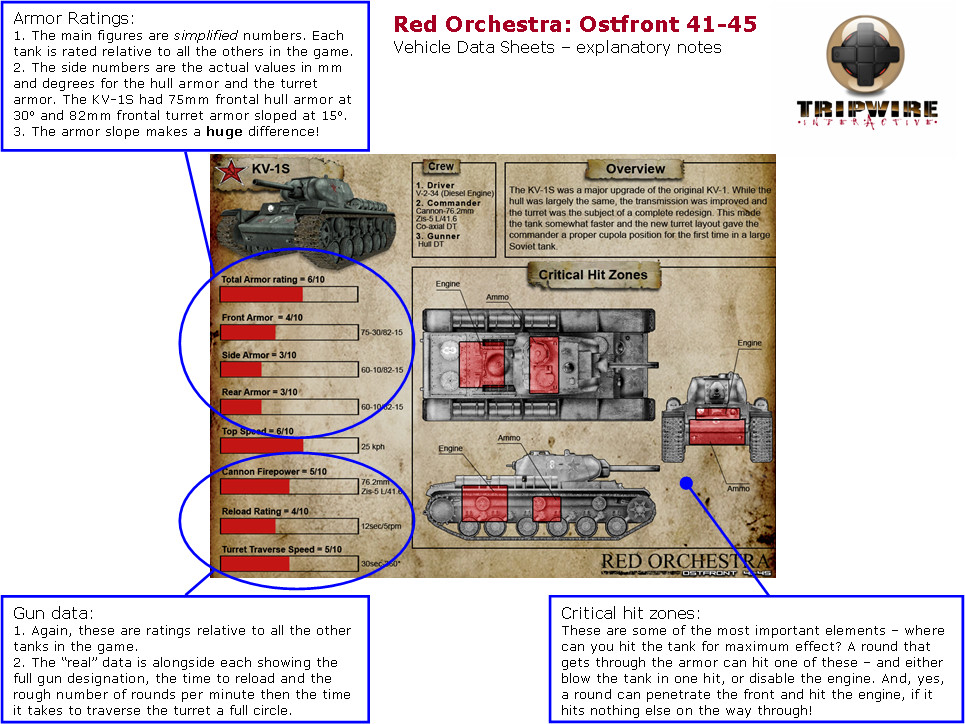 Armor Ratings:
1. The main figures are simplified numbers. Each
tank is rated relative to all the others in the game.
2. The side numbers are the actual values in mm
and degrees for the hull armor and the turret
armor. The KV-1S had 75mm frontal hull armor at
30° and 82mm frontal turret armor sloped at 15°.
3. The armor slope makes a huge difference!
Red Orchestra: Ostfront 41-45
Vehicle Data Sheets – explanatory notes
TRIPWIRE
INTERACTIVE
KV-1S
Crew
1. Driver
V-2-34 (Diesel Engine)
2. Commander
Cannon-76.2mm
Zis-5 L/41.6
Co-axial DT
3. Gunner
Hull DT
Overview
The KV-1S was a major upgrade of the original KV-1. While the
hull was largely the same, the transmission was improved and
the turret was the subject of a complete redesign. This made
the tank somewhat faster and the new turret layout gave the
commander a proper cupola position for the first time in a large
Soviet tank.
Total Armor rating = 6/10
Front Armor = 4/10
75-30/82-15
Side Armor = 3/10
60-10/82-15
Rear Armor = 3/10
60-10/82-15
Top Speed = 6/10
25 kph
Cannon Firepower = 5/10
76.2mm
Zis-5 L/41.6
Reload Rating = 4/10
12sec/5rpm
Turret Traverse Speed = 5/10
30sec-360°
Critical Hit Zones
Engine
Ammo
Engine
Ammo
Engine
Ammo
RED ORCHESTRA
OSTFRONT 41-45
Gun data:
1. Again, these are ratings relative to all the other
tanks in the game.
2. The “real” data is alongside each showing the
full gun designation, the time to reload and the
rough number of rounds per minute then the time
it takes to traverse the turret a full circle.
Critical hit zones:
These are some of the most important elements – where
can you hit the tank for maximum effect? A round that
gets through the armor can hit one of these – and either
blow the tank in one hit, or disable the engine. And, yes,
a round can penetrate the front and hit the engine, if it
hits nothing else on the way through!